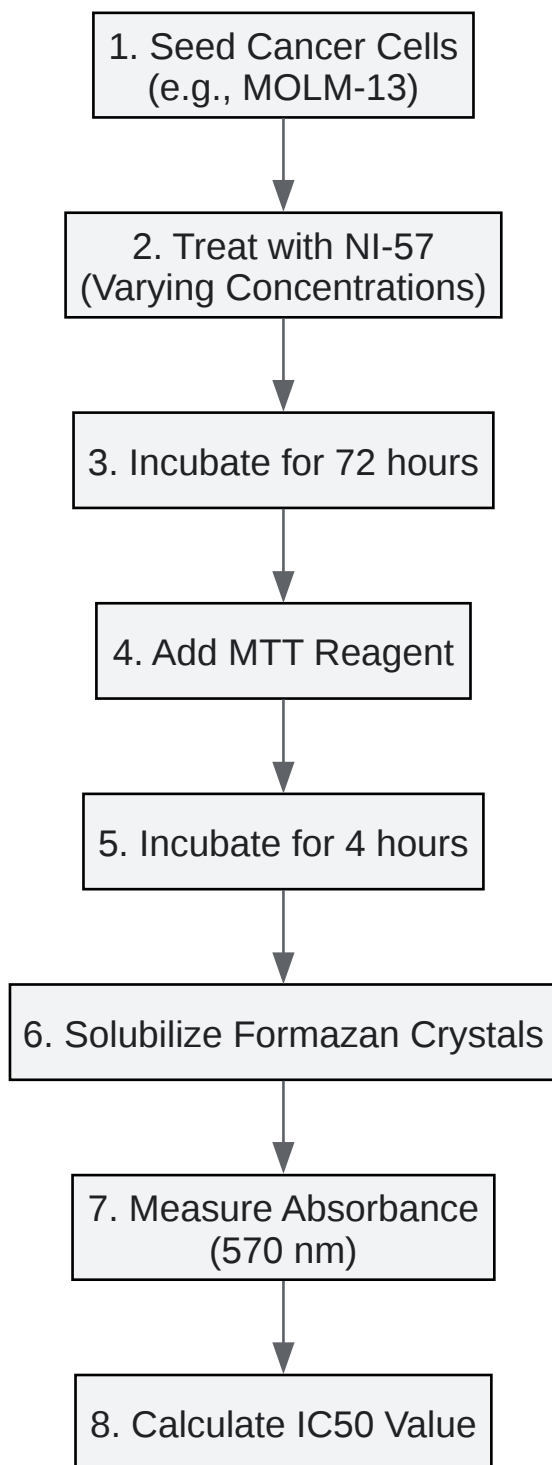 1. Seed Cancer Cells
(e.g., MOLM-13)
2. Treat with NI-57
(Varying Concentrations)
3. Incubate for 72 hours
4. Add MTT Reagent
5. Incubate for 4 hours
6. Solubilize Formazan Crystals
7. Measure Absorbance
(570 nm)
8. Calculate IC50 Value